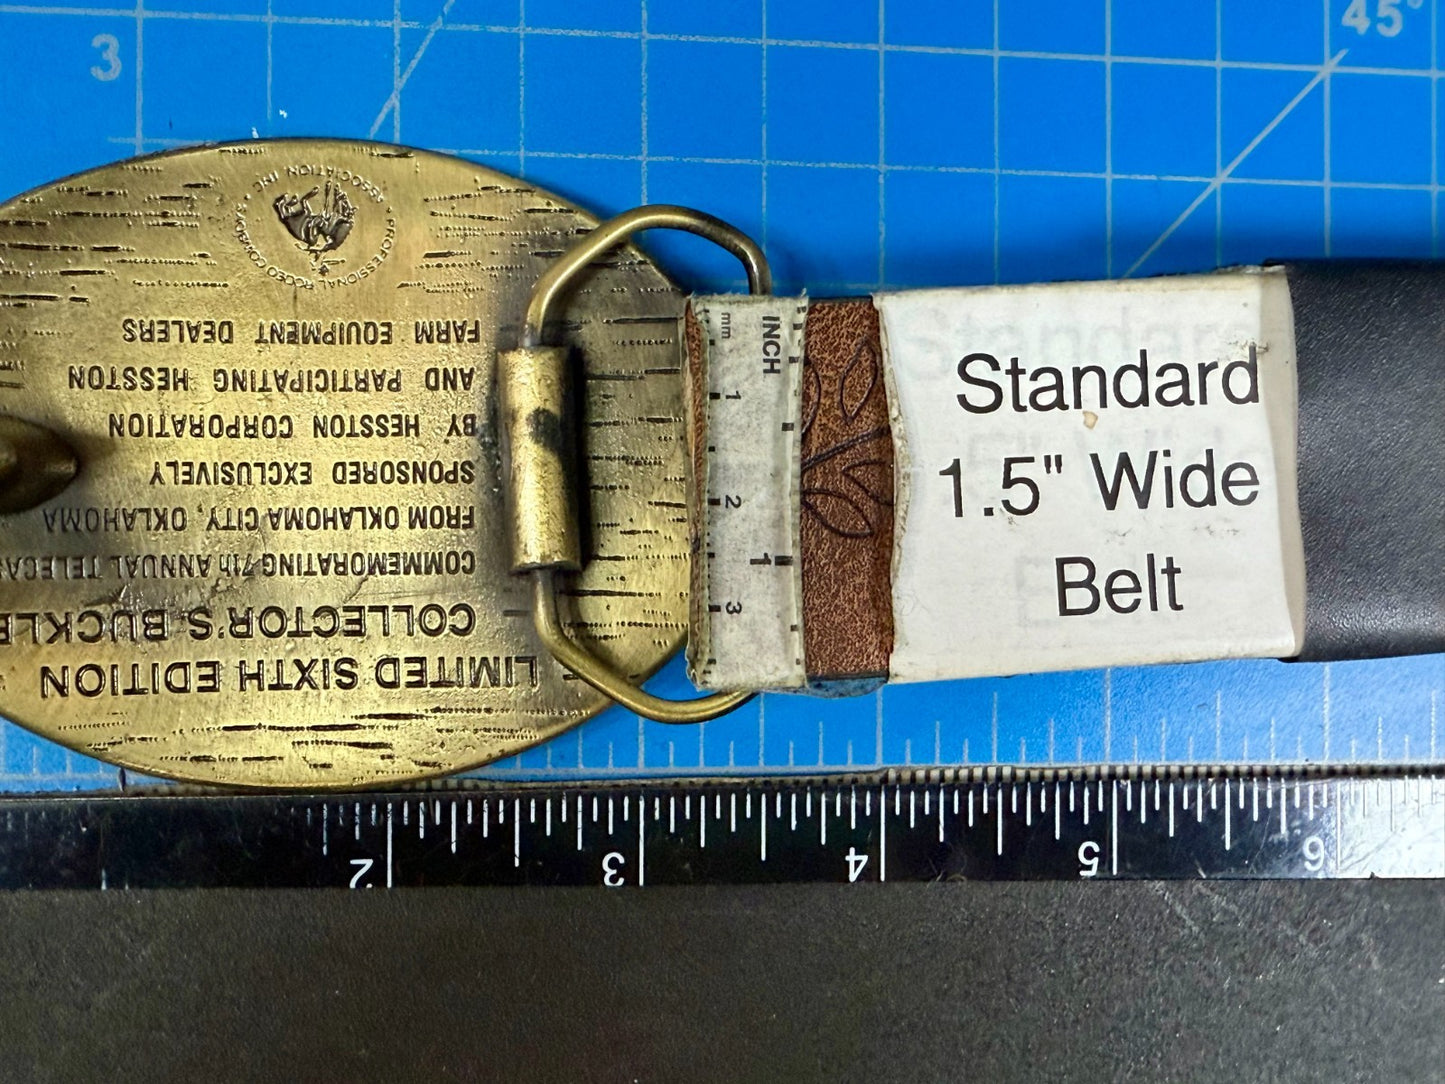 3
45°
PROFESSIONAL RODEO COWBOYS ASSOCIATION, INC.
LIMITED SIXTH EDITION
COLLECTOR'S BUCKLE
COMMEMORATING 7th ANNUAL
FROM OKLAHOMA CITY, OKLAHOMA
SPONSORED EXCLUSIVELY
BY HESSTON CORPORATION
AND PARTICIPATING HESSTON
FARM EQUIPMENT DEALERS
mm
INCH
1
2
1
3
Standard
1.5" Wide
Belt
2 3 4 5 6